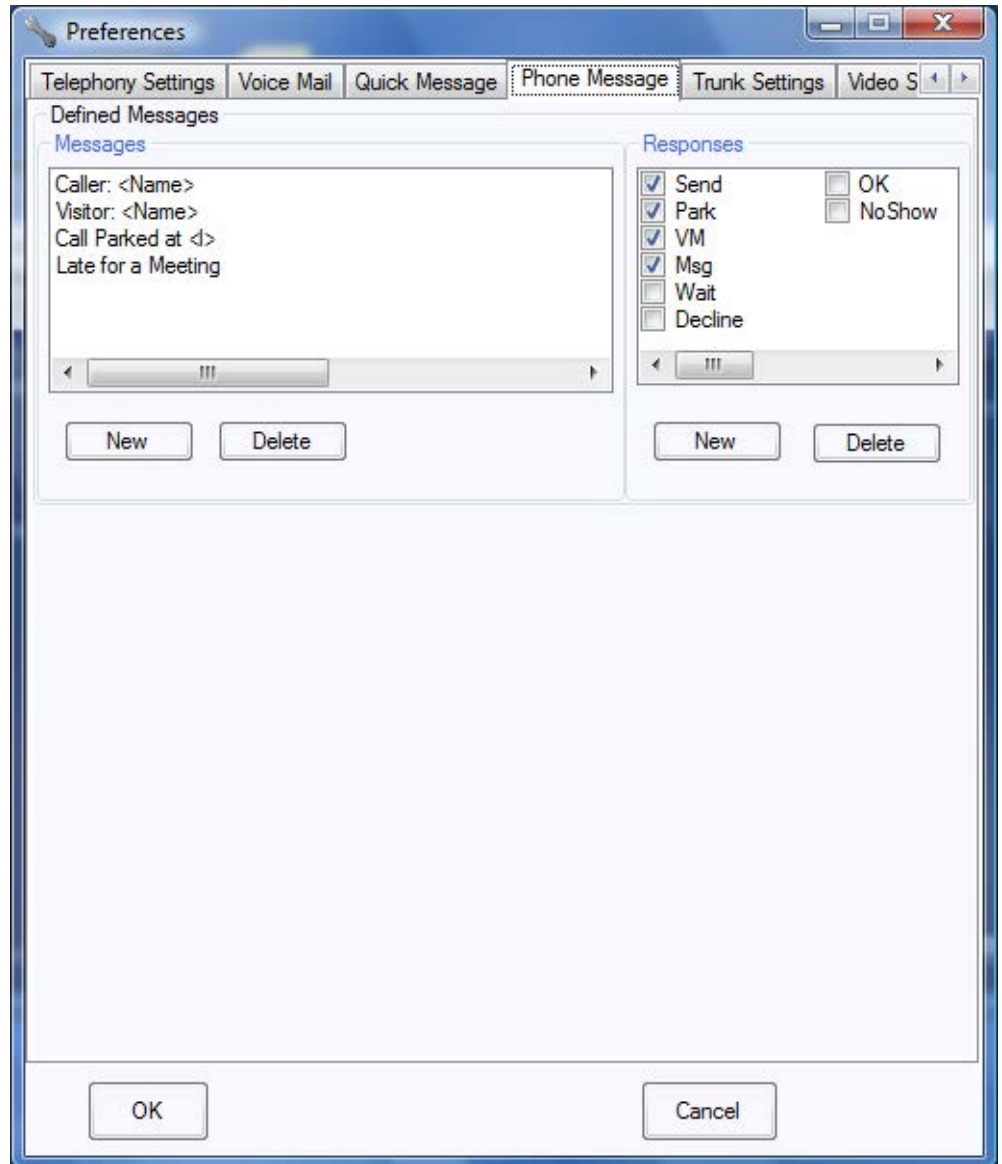 Preferences
Telephony Settings Voice Mail Quick Message Phone Message Trunk Settings Video S
Defined Messages
Messages
Caller: <Name>
Visitor: <Name>
Call Parked at <I>
Late for a Meeting
New Delete
Responses
Send OK
Park NoShow
VM
Msg
Wait
Decline
New Delete
OK Cancel